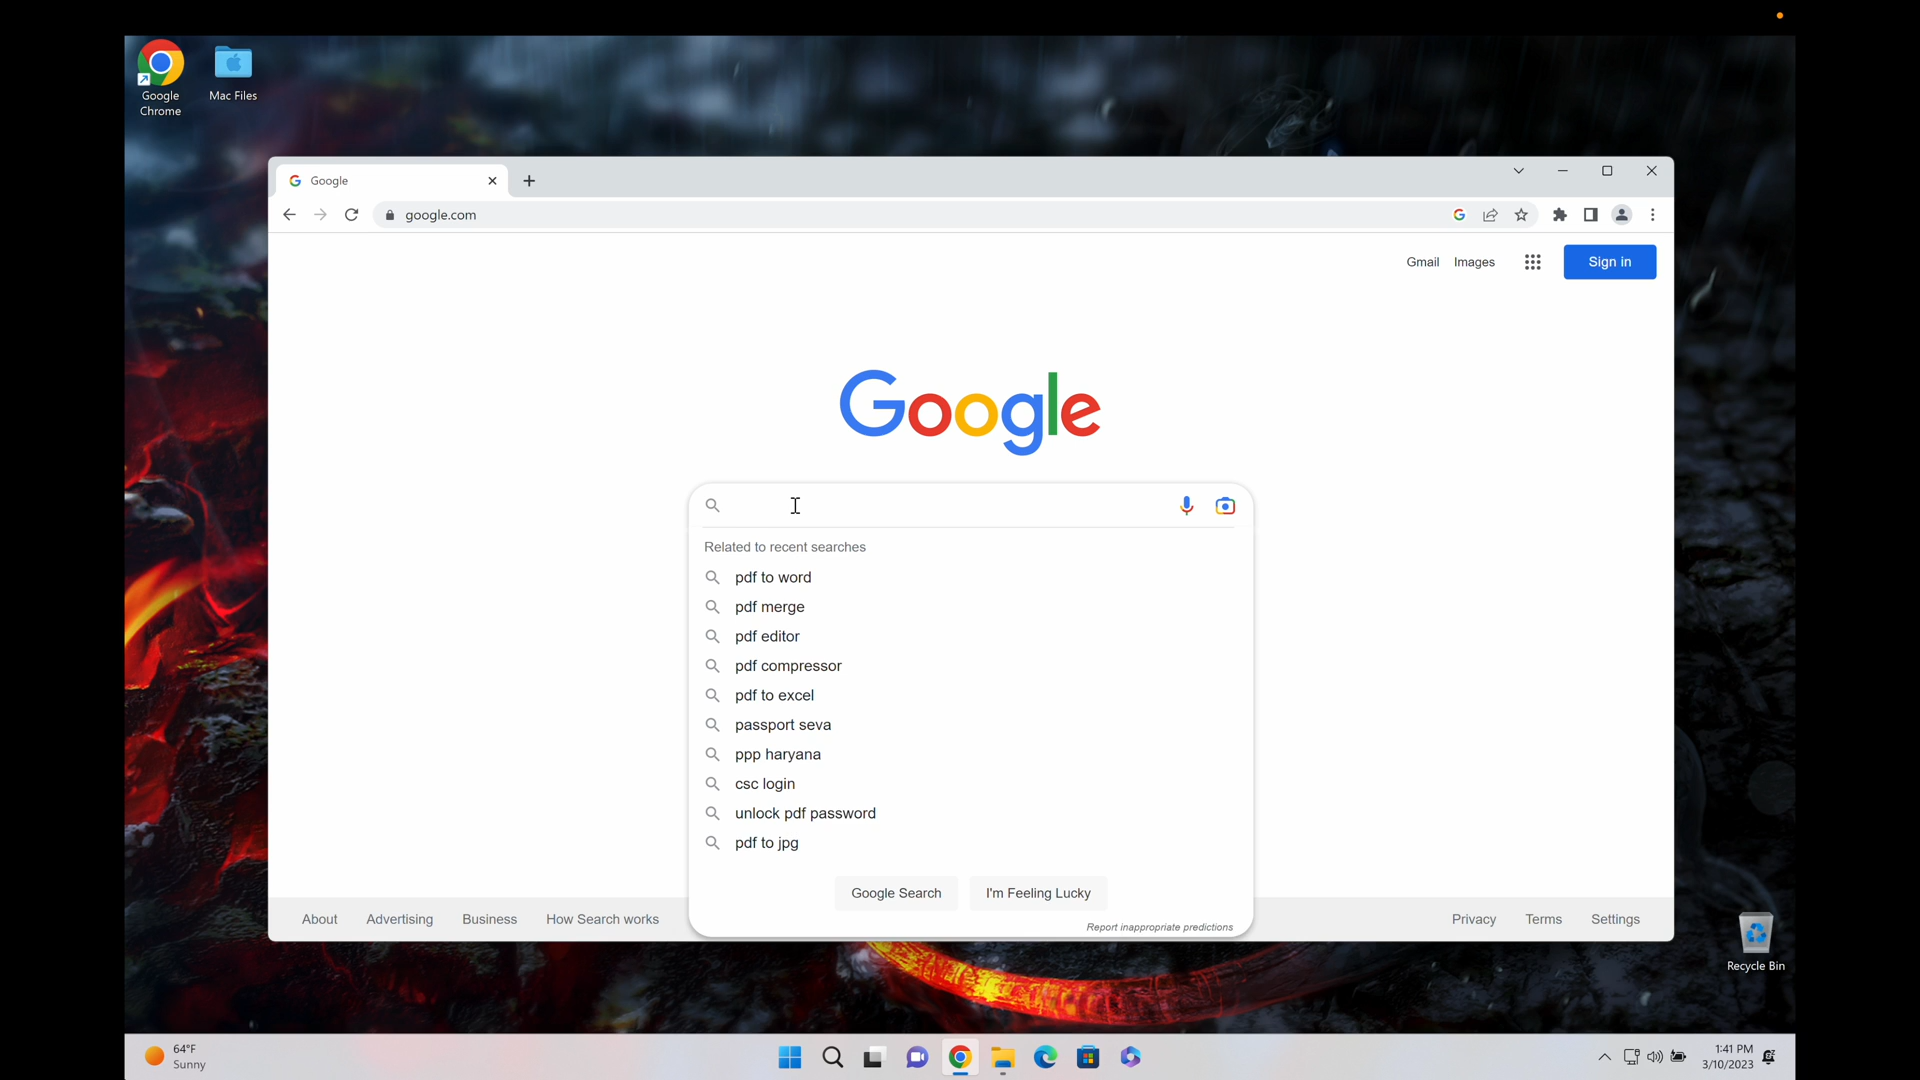 Google
Chrome
Mac Files
Google
google.com
Gmail Images Sign in
Google
Related to recent searches
pdf to word
pdf merge
pdf editor
pdf compressor
pdf to excel
passport seva
ppp haryana
csc login
unlock pdf password
pdf to jpg
Google Search I'm Feeling Lucky
Report inappropriate predictions
About Advertising Business How Search works Privacy Terms Settings
Recycle Bin
64°F
Sunny
1:41 PM
3/10/2023